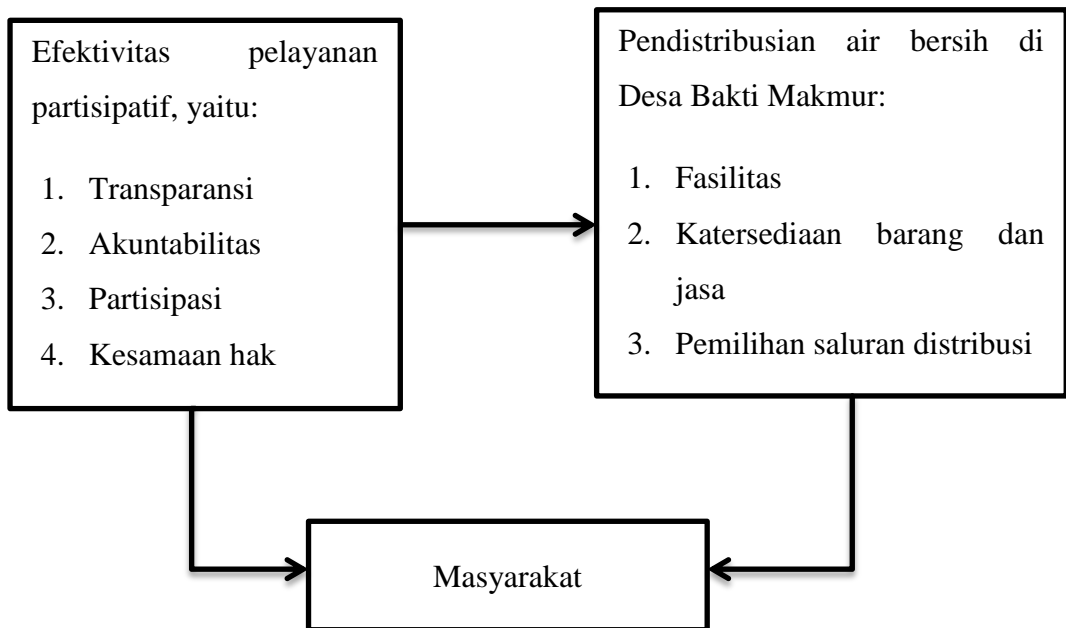 Efektivitas pelayanan
partisipatif, yaitu:
1. Transparansi
2. Akuntabilitas
3. Partisipasi
4. Kesamaan hak
Pendistribusian air bersih di
Desa Bakti Makmur:
1. Fasilitas
2. Katersediaan barang dan
jasa
3. Pemilihan saluran distribusi
Masyarakat